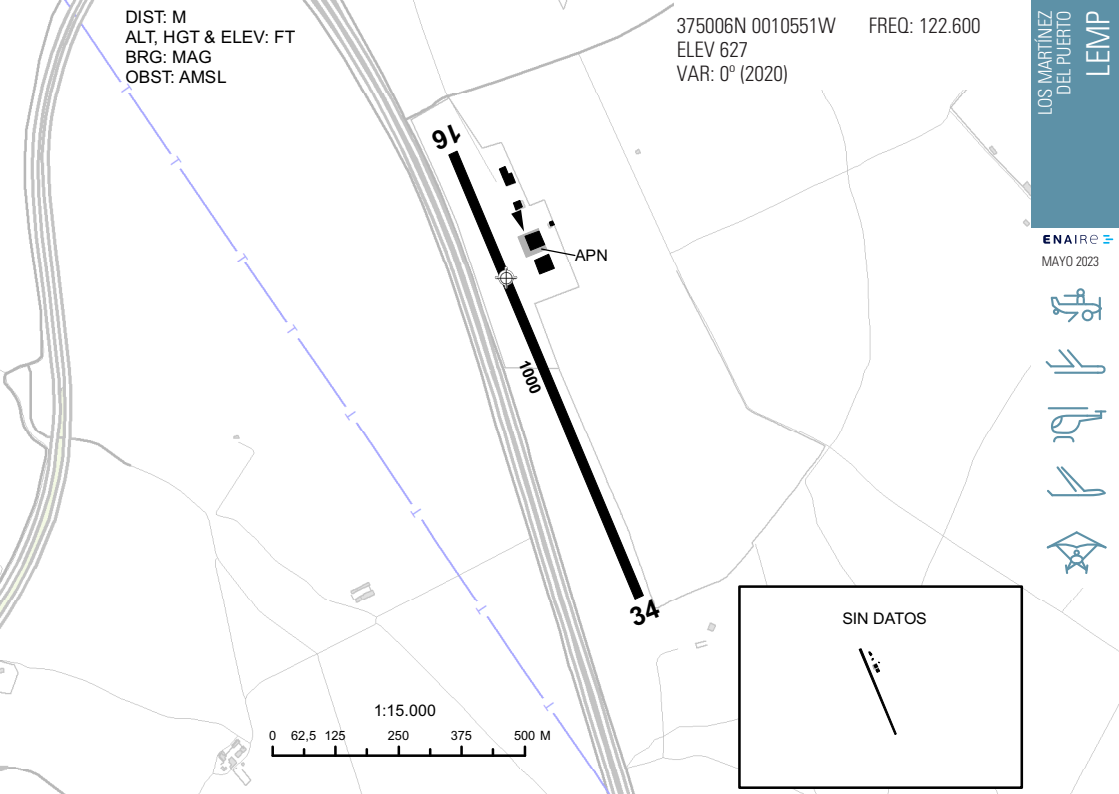 DIST: M
ALT, HGT & ELEV: FT
BRG: MAG
OBST: AMSL
375006N 0010551W
FREQ: 122.600
ELEV 627
VAR: 0º (2020)
LOS MARTÍNEZ
DEL PUERTO
LEMP
ENAIRe
MAYO 2023
16
APN
1000
34
SIN DATOS
1:15.000
0 62,5 125 250 375 500 M